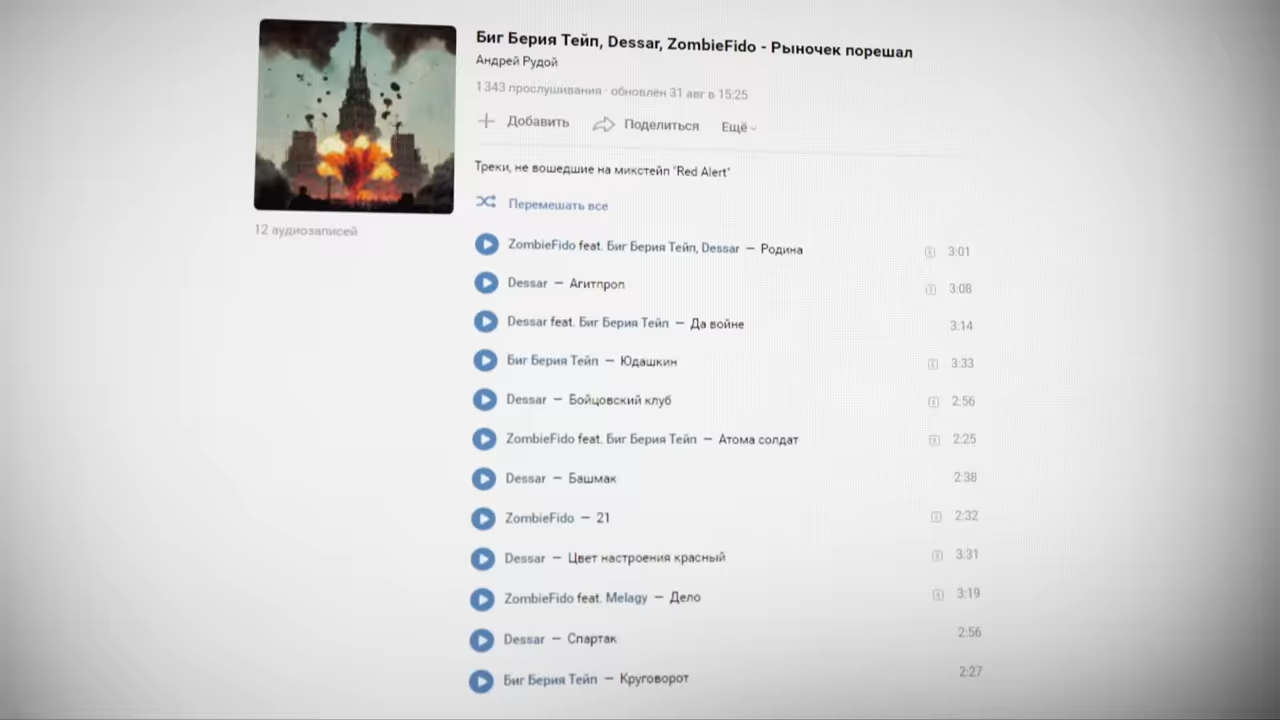 Биг Берия Тейп, Dessar, ZombieFido - Рыночек порешал
Андрей Рудой
1 343 прослушивания · обновлён 31 авг в 15:25
Добавить Поделиться Ещё
Треки, не вошедшие на микстейп "Red Alert"
Перемешать все
12 аудиозаписей
ZombieFido feat. Биг Берия Тейп, Dessar — Родина 3:01
Dessar — Агитпроп 3:08
Dessar feat. Биг Берия Тейп — Да войне 3:14
Биг Берия Тейп — Юдашкин 3:33
Dessar — Бойцовский клуб 2:56
ZombieFido feat. Биг Берия Тейп — Атома солдат 2:25
Dessar — Башмак 2:38
ZombieFido — 21 2:32
Dessar — Цвет настроения красный 3:31
ZombieFido feat. Melagy — Дело 3:19
Dessar — Спартак 2:56
Биг Берия Тейп — Круговорот 2:27